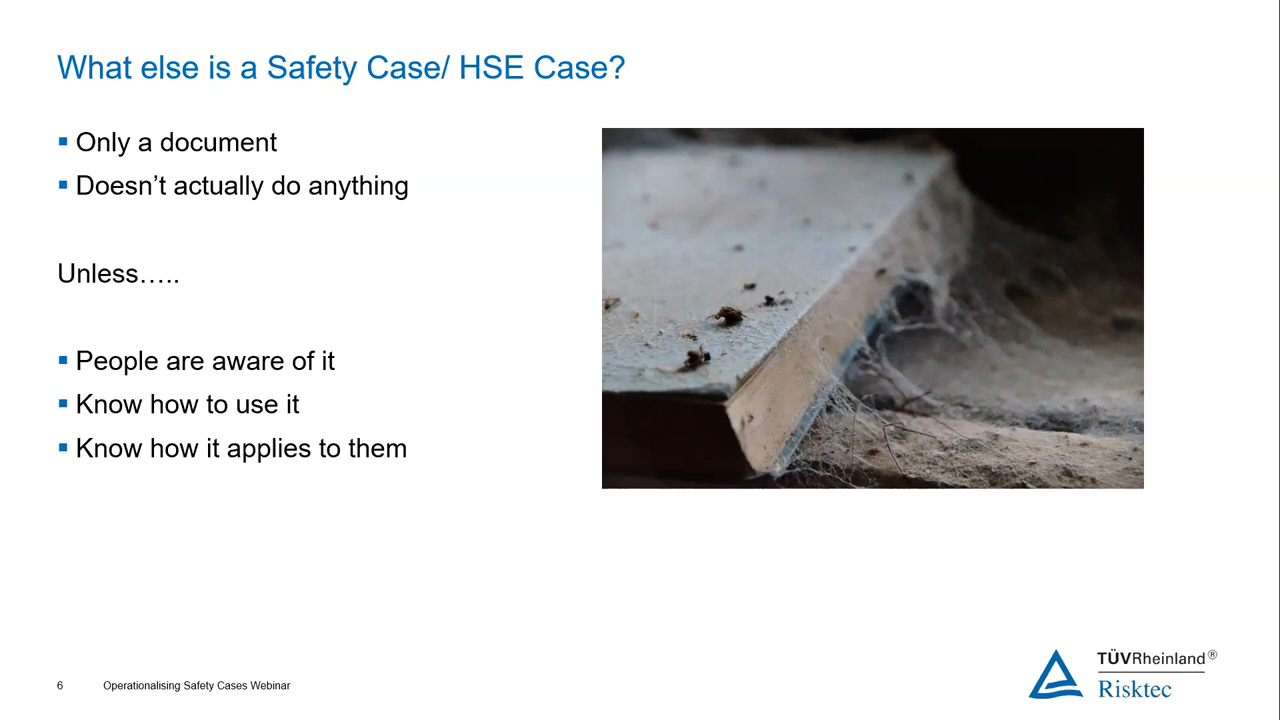 What else is a Safety Case/ HSE Case?
▪ Only a document
▪ Doesn’t actually do anything
Unless…..
▪ People are aware of it
▪ Know how to use it
▪ Know how it applies to them
6 Operationalising Safety Cases Webinar
TÜVRheinland®
Risktec